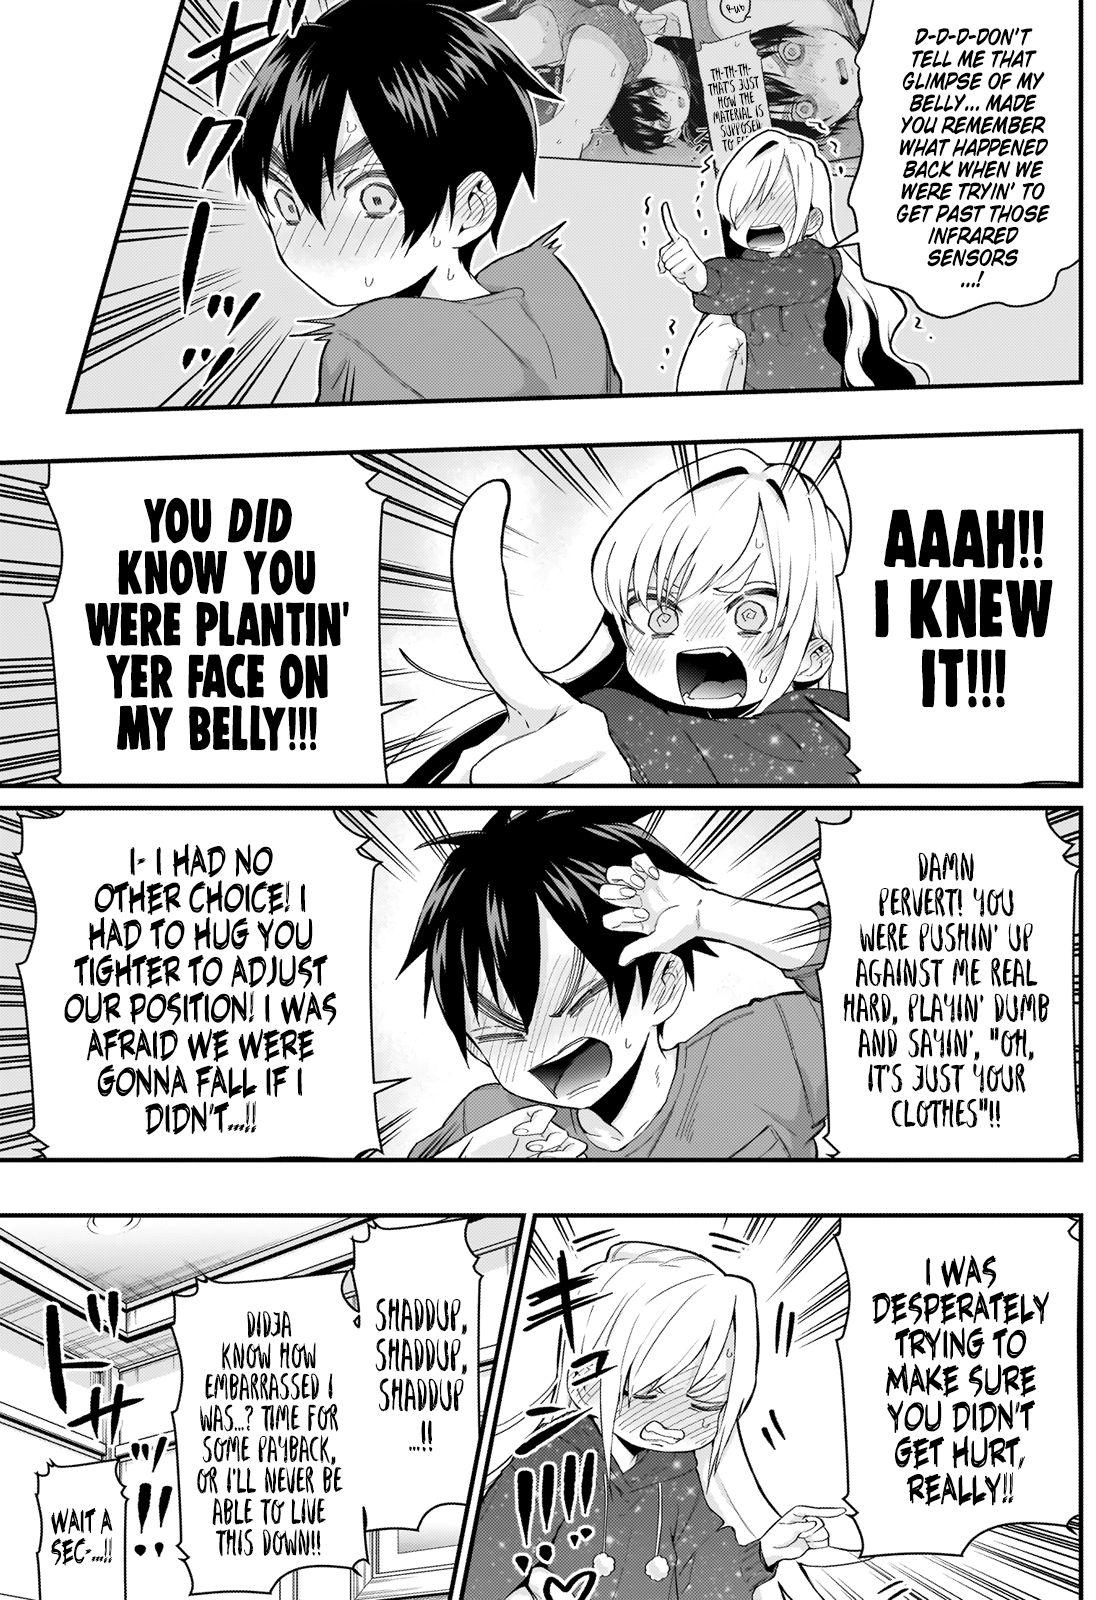 D-D-D-DON'T
TELL ME THAT
GLIMPSE OF MY
BELLY... MADE
YOU REMEMBER
WHAT HAPPENED
BACK WHEN WE
WERE TRYIN' TO
GET PAST THOSE
INFRARED
SENSORS
...!
RUB
TH-TH-TH-
THAT'S JUST
HOW THE
MATERIAL IS
SUPPOSED
TO
AAAH!!
I KNEW
IT!!!
YOU DID
KNOW YOU
WERE PLANTIN'
YER FACE ON
MY BELLY!!!
DAMN
PERVERT! YOU
WERE PUSHIN' UP
AGAINST ME REAL
HARD, PLAYIN' DUMB
AND SAYIN', "OH,
IT'S JUST YOUR
CLOTHES"!!
I- I HAD NO
OTHER CHOICE! I
HAD TO HUG YOU
TIGHTER TO ADJUST
OUR POSITION! I WAS
AFRAID WE WERE
GONNA FALL IF I
DIDN'T...!!
I WAS
DESPERATELY
TRYING TO
MAKE SURE
YOU DIDN'T
GET HURT,
REALLY!!
SHADDUP,
SHADDUP,
SHADDUP
...!!
DIDJA
KNOW HOW
EMBARRASSED I
WAS...? TIME FOR
SOME PAYBACK,
OR I'LL NEVER BE
ABLE TO LIVE
THIS DOWN!!
WAIT A
SEC-...!!